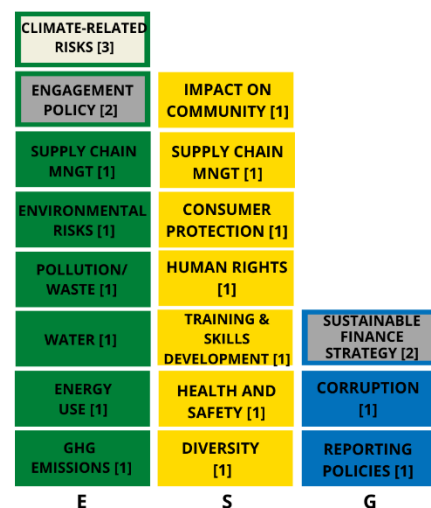 CLIMATE-RELATED
RISKS [3]
ENGAGEMENT
POLICY [2]
SUPPLY CHAIN
MNGT [1]
ENVIRONMENTAL
RISKS [1]
POLLUTION/
WASTE [1]
WATER [1]
ENERGY
USE [1]
GHG
EMISSIONS [1]
E
IMPACT ON
COMMUNITY [1]
SUPPLY CHAIN
MNGT [1]
CONSUMER
PROTECTION [1]
HUMAN RIGHTS
[1]
TRAINING &
SKILLS
DEVELOPMENT [1]
HEALTH AND
SAFETY [1]
DIVERSITY
[1]
S
SUSTAINABLE
FINANCE
STRATEGY [2]
CORRUPTION
[1]
REPORTING
POLICIES [1]
G